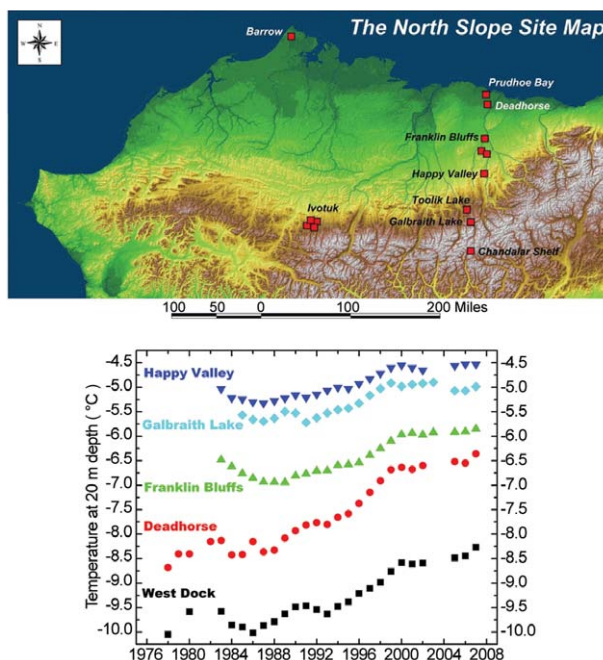 The North Slope Site Map
N
W E
S
Barrow
Prudhoe Bay
Deadhorse
Franklin Bluffs
Happy Valley
Toolik Lake
Ivotuk
Galbraith Lake
Chandalar Shelf
100 50 0 100 200 Miles
Temperature at 20 m depth ( °C)
-4.5 -4.5
Happy Valley
-5.0 -5.0
-5.5 -5.5
Galbraith Lake
-6.0 -6.0
-6.5 -6.5
Franklin Bluffs
-7.0 -7.0
-7.5 -7.5
Deadhorse
-8.0 -8.0
-8.5 -8.5
-9.0 -9.0
West Dock
-9.5 -9.5
-10.0 -10.0
1976 1980 1984 1988 1992 1996 2000 2004 2008